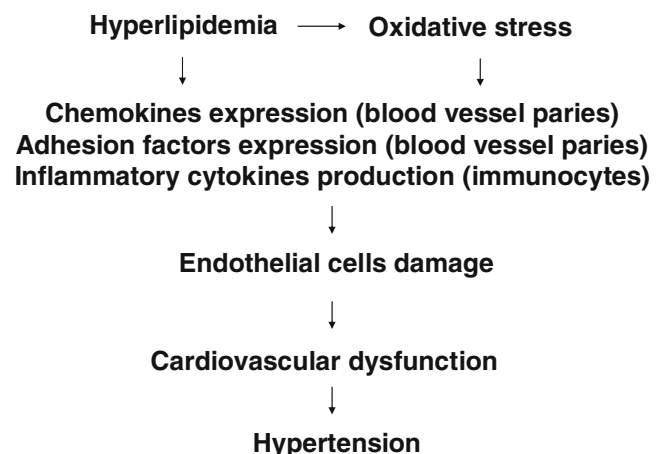 Hyperlipidemia → Oxidative stress
Chemokines expression (blood vessel paries)
Adhesion factors expression (blood vessel paries)
Inflammatory cytokines production (immunocytes)
Endothelial cells damage
Cardiovascular dysfunction
Hypertension